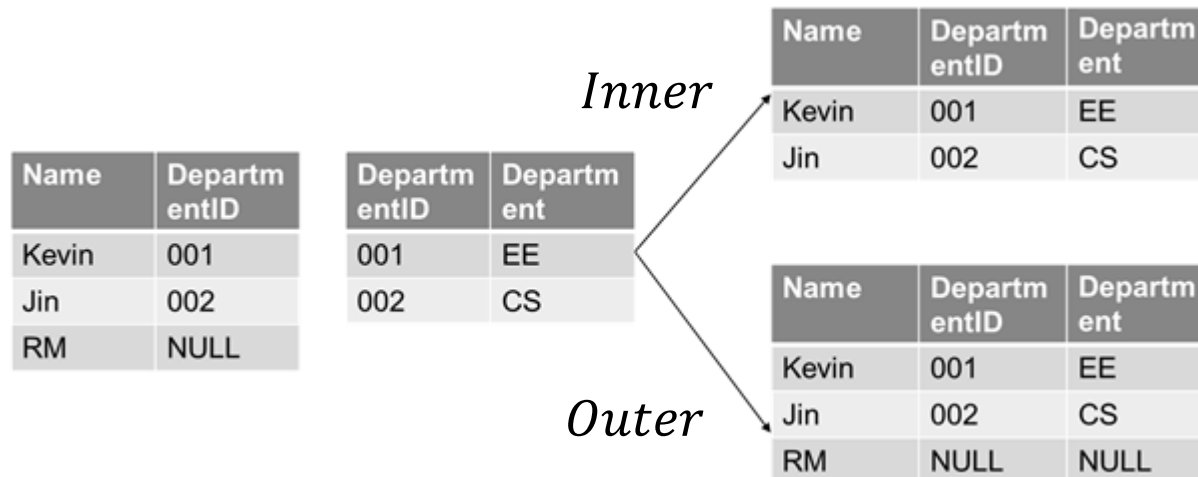 Name Departm
entID
Kevin 001
Jin 002
RM NULL
Departm Departm
entID ent
001 EE
002 CS
Inner
Outer
Name Departm Departm
entID ent
Kevin 001 EE
Jin 002 CS
Name Departm Departm
entID ent
Kevin 001 EE
Jin 002 CS
RM NULL NULL